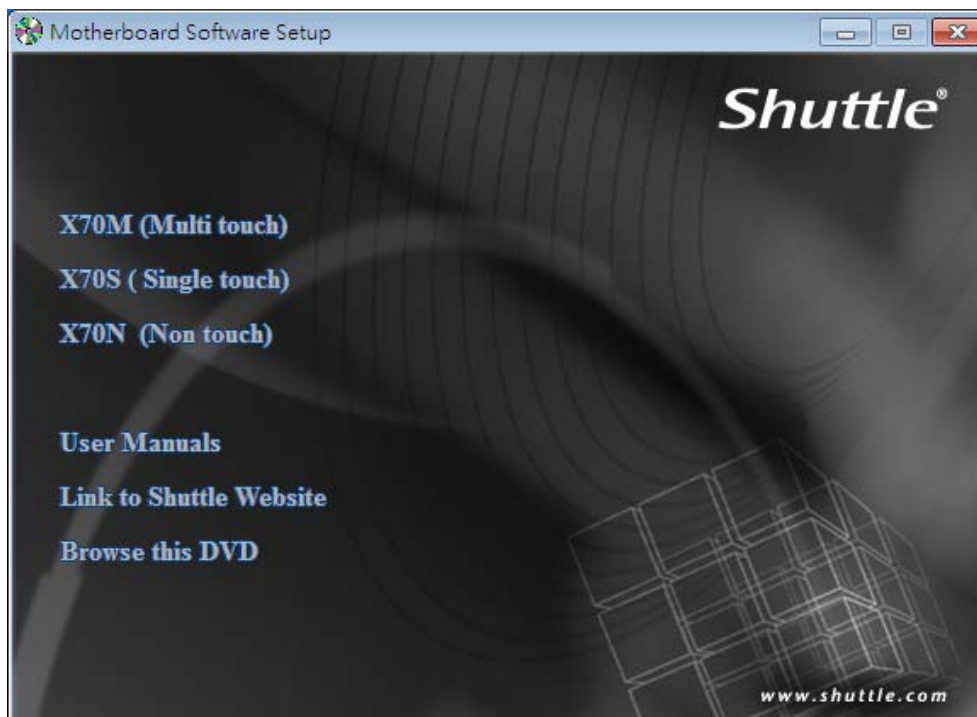 Motherboard Software Setup
Shuttle®
X70M (Multi touch)
X70S ( Single touch)
X70N  (Non touch)
User Manuals
Link to Shuttle Website
Browse this DVD
www.shuttle.com